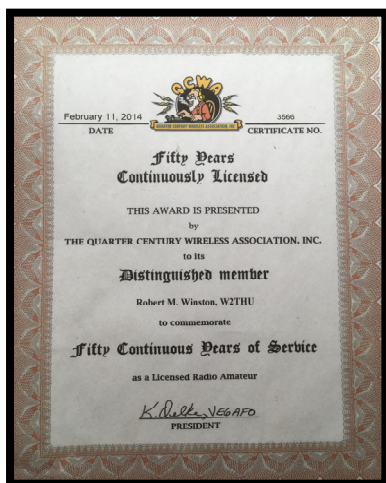 QCWA
QUARTER CENTURY WIRELESS ASSOCIATION, INC.
February 11, 2014
3566
DATE
CERTIFICATE NO.
Fifty Years
Continuously Licensed
THIS AWARD IS PRESENTED
by
THE QUARTER CENTURY WIRELESS ASSOCIATION, INC.
to its
Distinguished member
Robert M. Winston, W2THU
to commemorate
Fifty Continuous Years of Service
as a Licensed Radio Amateur
K. Oelke, VE6AFO
PRESIDENT